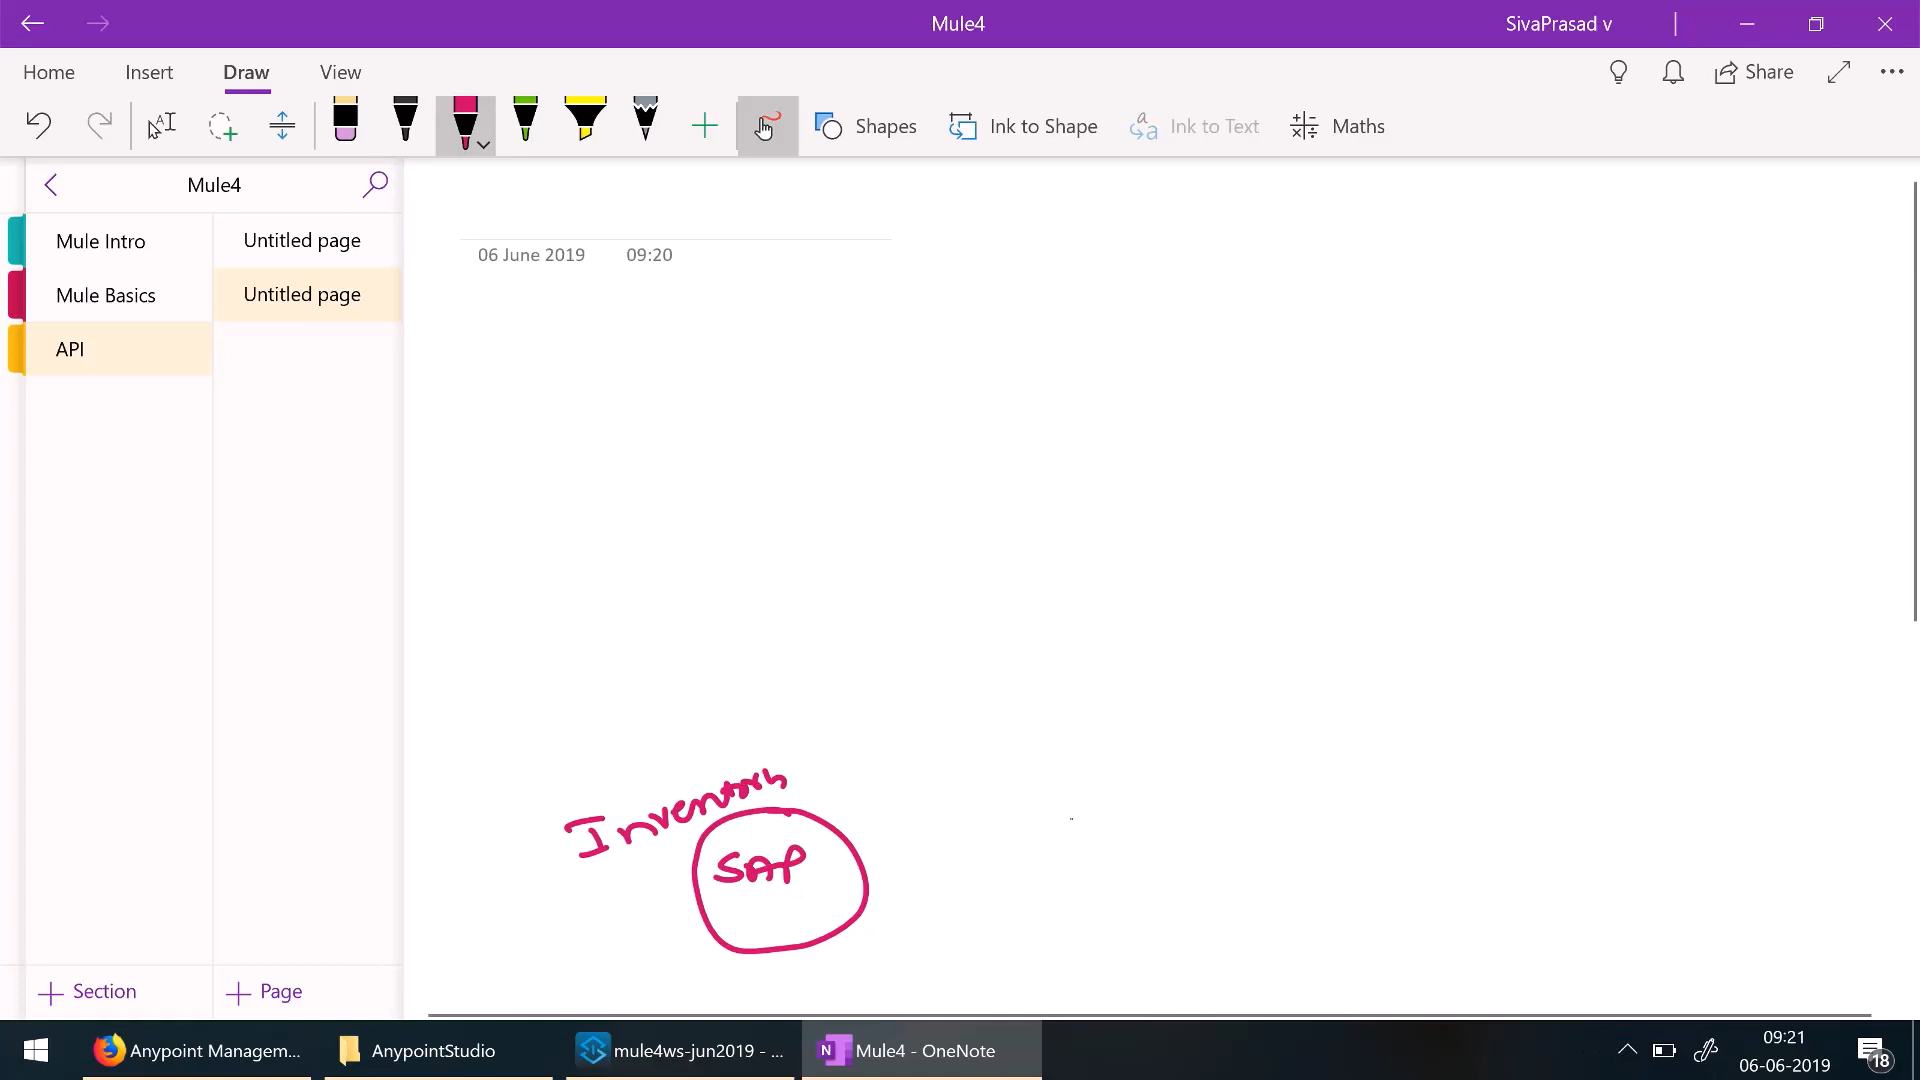 Mule4
SivaPrasad v
Home
Insert
Draw
View
Share
Shapes
Ink to Shape
Ink to Text
Maths
Mule4
Mule Intro
Untitled page
Mule Basics
Untitled page
API
06 June 2019 09:20
Inventory
SAP
Section
Page
Anypoint Managem...
AnypointStudio
mule4ws-jun2019 - ...
Mule4 - OneNote
09:21
06-06-2019
18